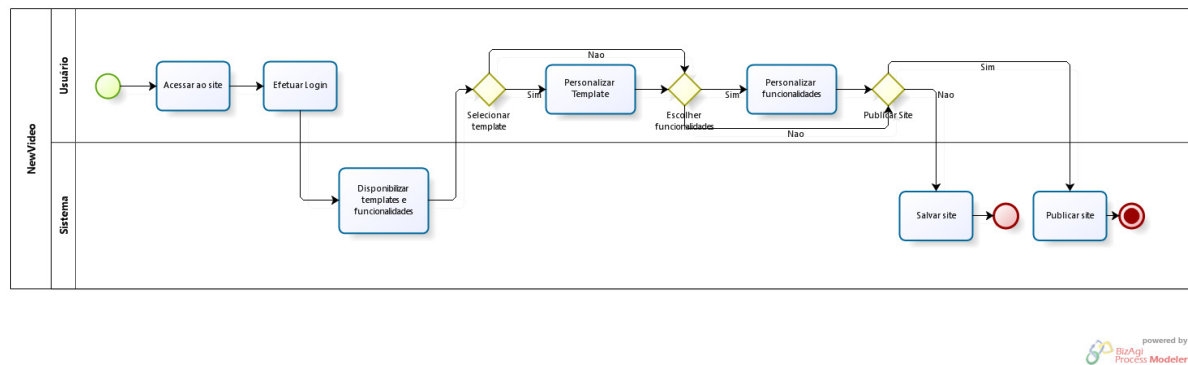 NewVideo
Usuário
Acessar ao site
Efetuar Login
Selecionar
template
Nao
Sim
Personalizar
Template
Escolher
funcionalidades
Sim
Nao
Personalizar
funcionalidades
Publicar Site
Sim
Nao
Sistema
Disponibilizar
templates e
funcionalidades
Salvar site
Publicar site
powered by
BizAgi
Process Modeler